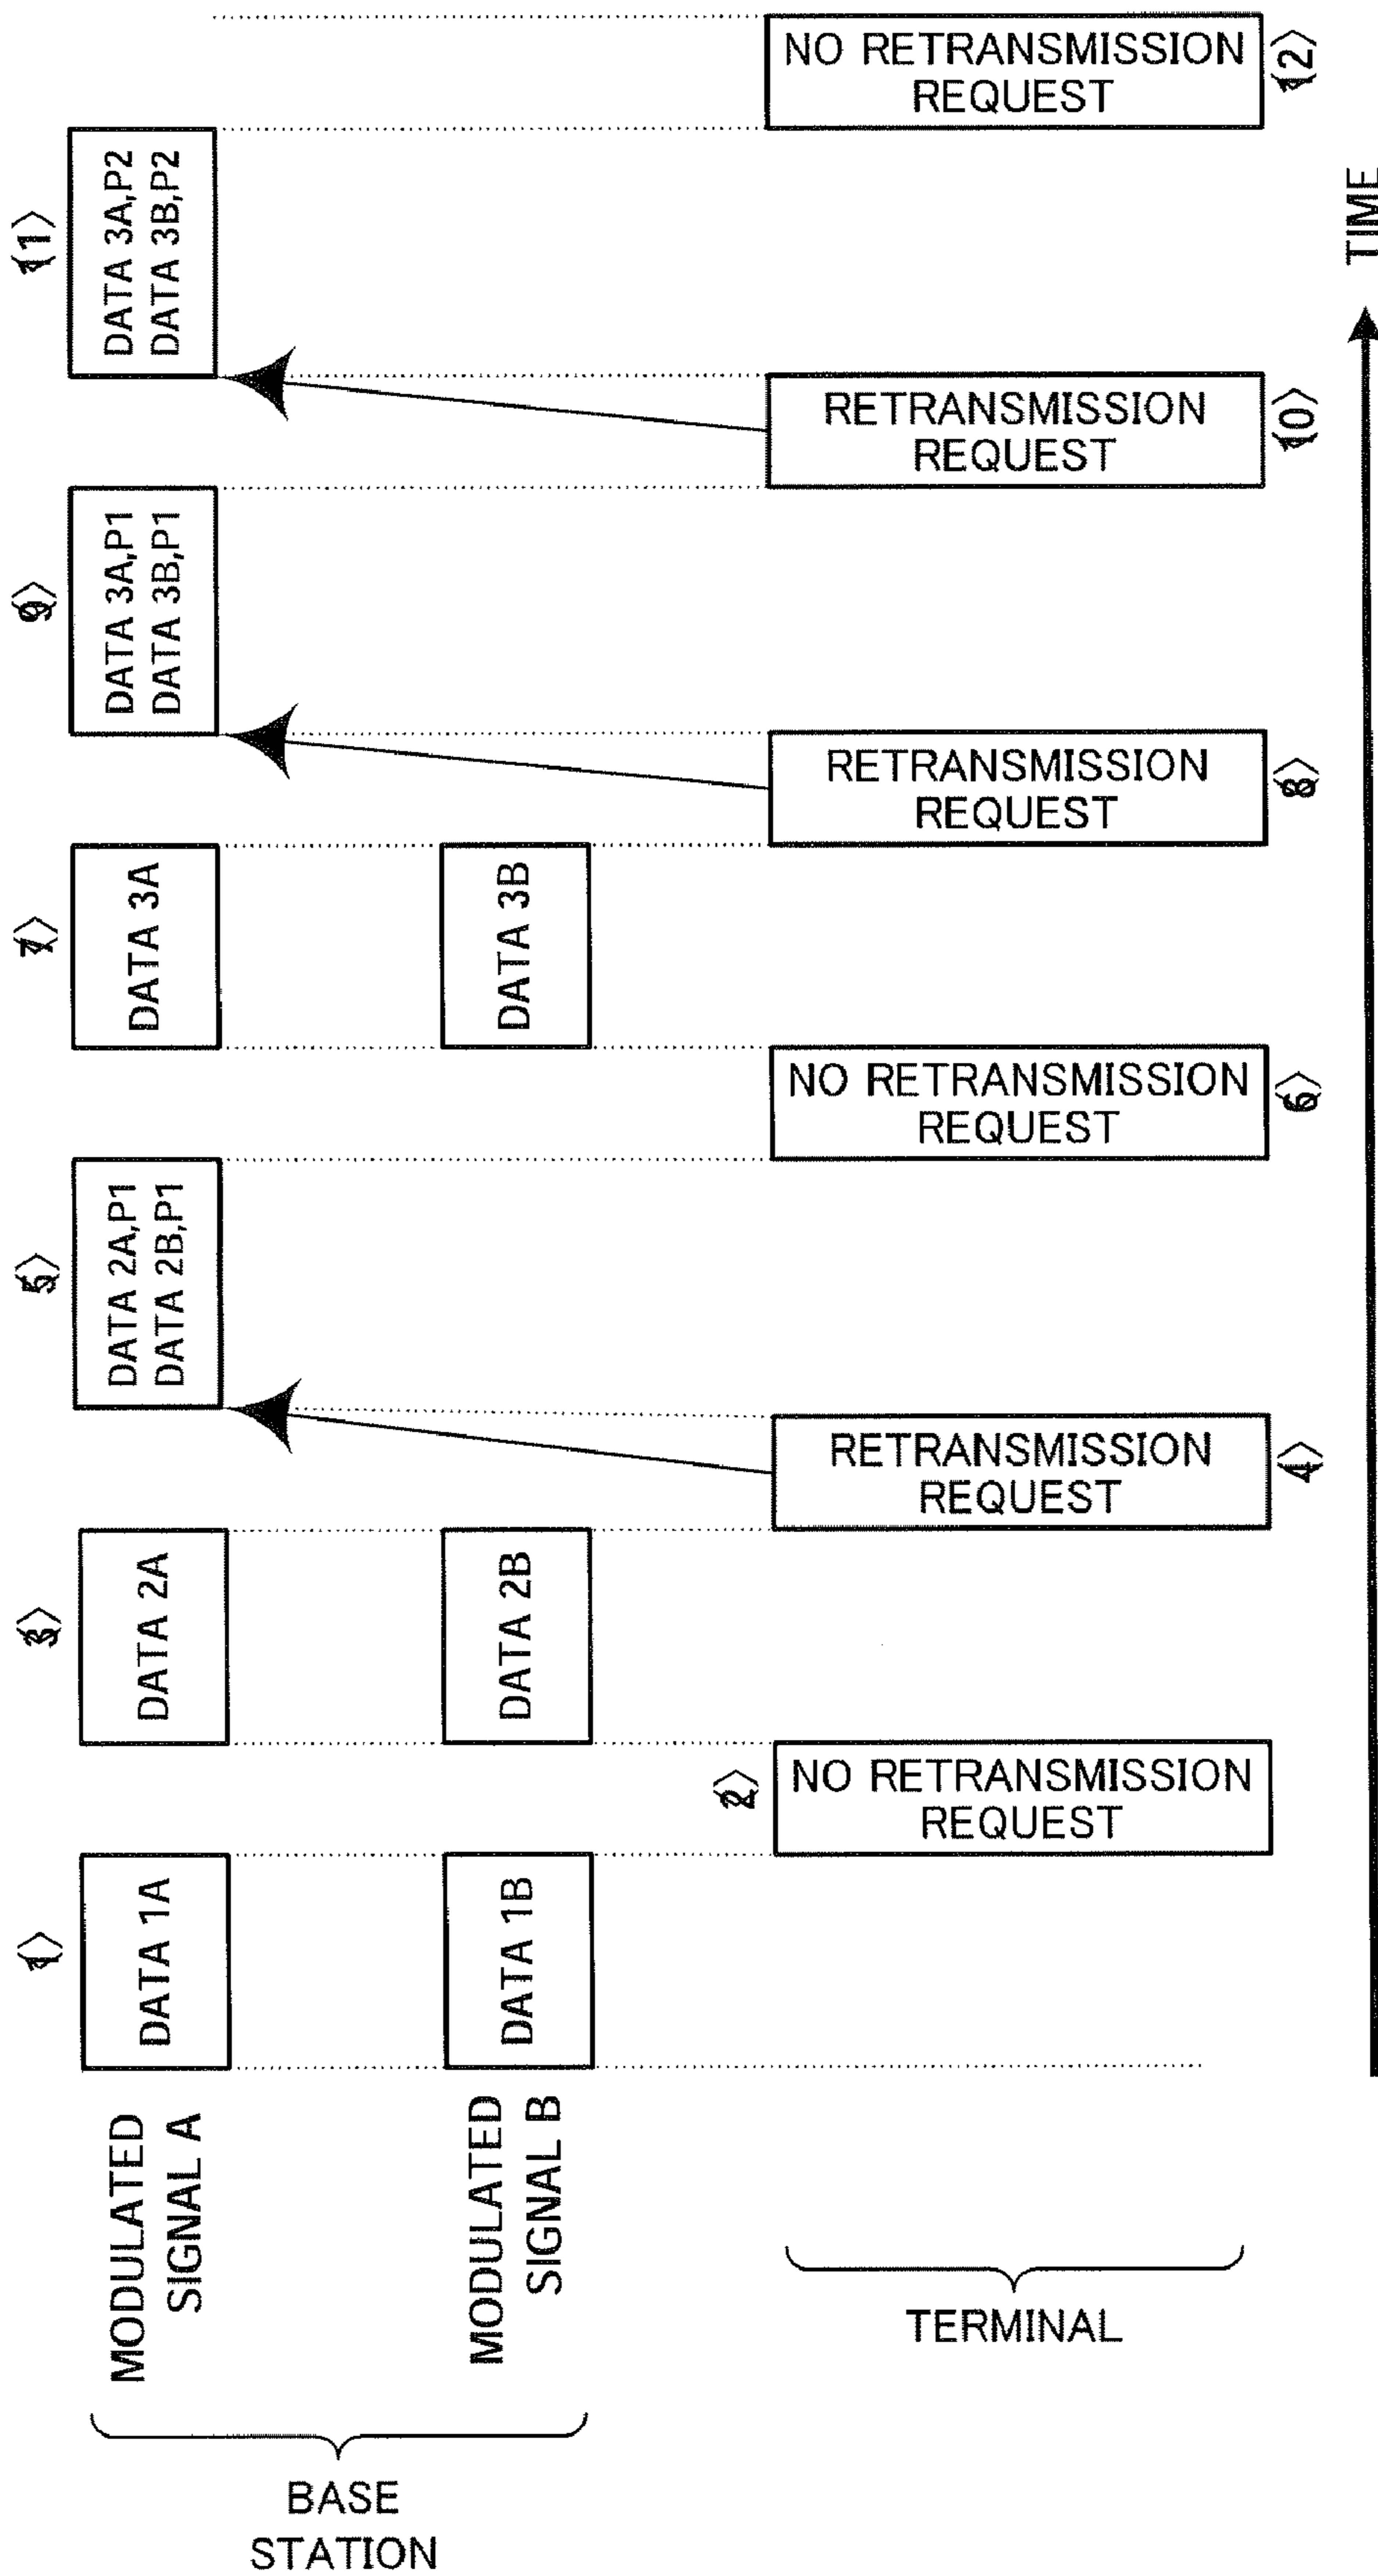 <1>
<3>
<5>
<7>
<9>
<11>
BASE
STATION
MODULATED
SIGNAL A
DATA 1A
DATA 2A
DATA 2A,P1
DATA 2B,P1
DATA 3A
DATA 3A,P1
DATA 3B,P1
DATA 3A,P2
DATA 3B,P2
MODULATED
SIGNAL B
DATA 1B
DATA 2B
DATA 3B
TERMINAL
<2>
NO RETRANSMISSION
REQUEST
RETRANSMISSION
REQUEST
<4>
NO RETRANSMISSION
REQUEST
<6>
RETRANSMISSION
REQUEST
<8>
RETRANSMISSION
REQUEST
<10>
NO RETRANSMISSION
REQUEST
<12>
TIME